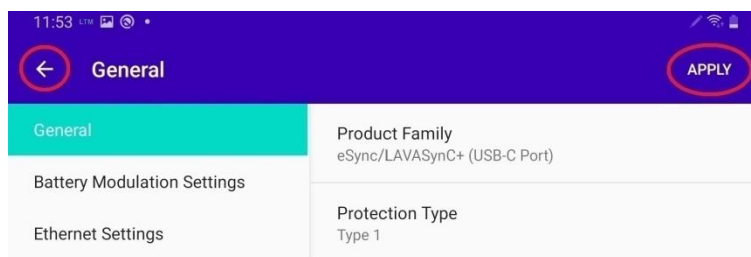 11:53 LTM
General
APPLY
General
Battery Modulation Settings
Ethernet Settings
Product Family
eSync/LAVASynC+ (USB-C Port)
Protection Type
Type 1